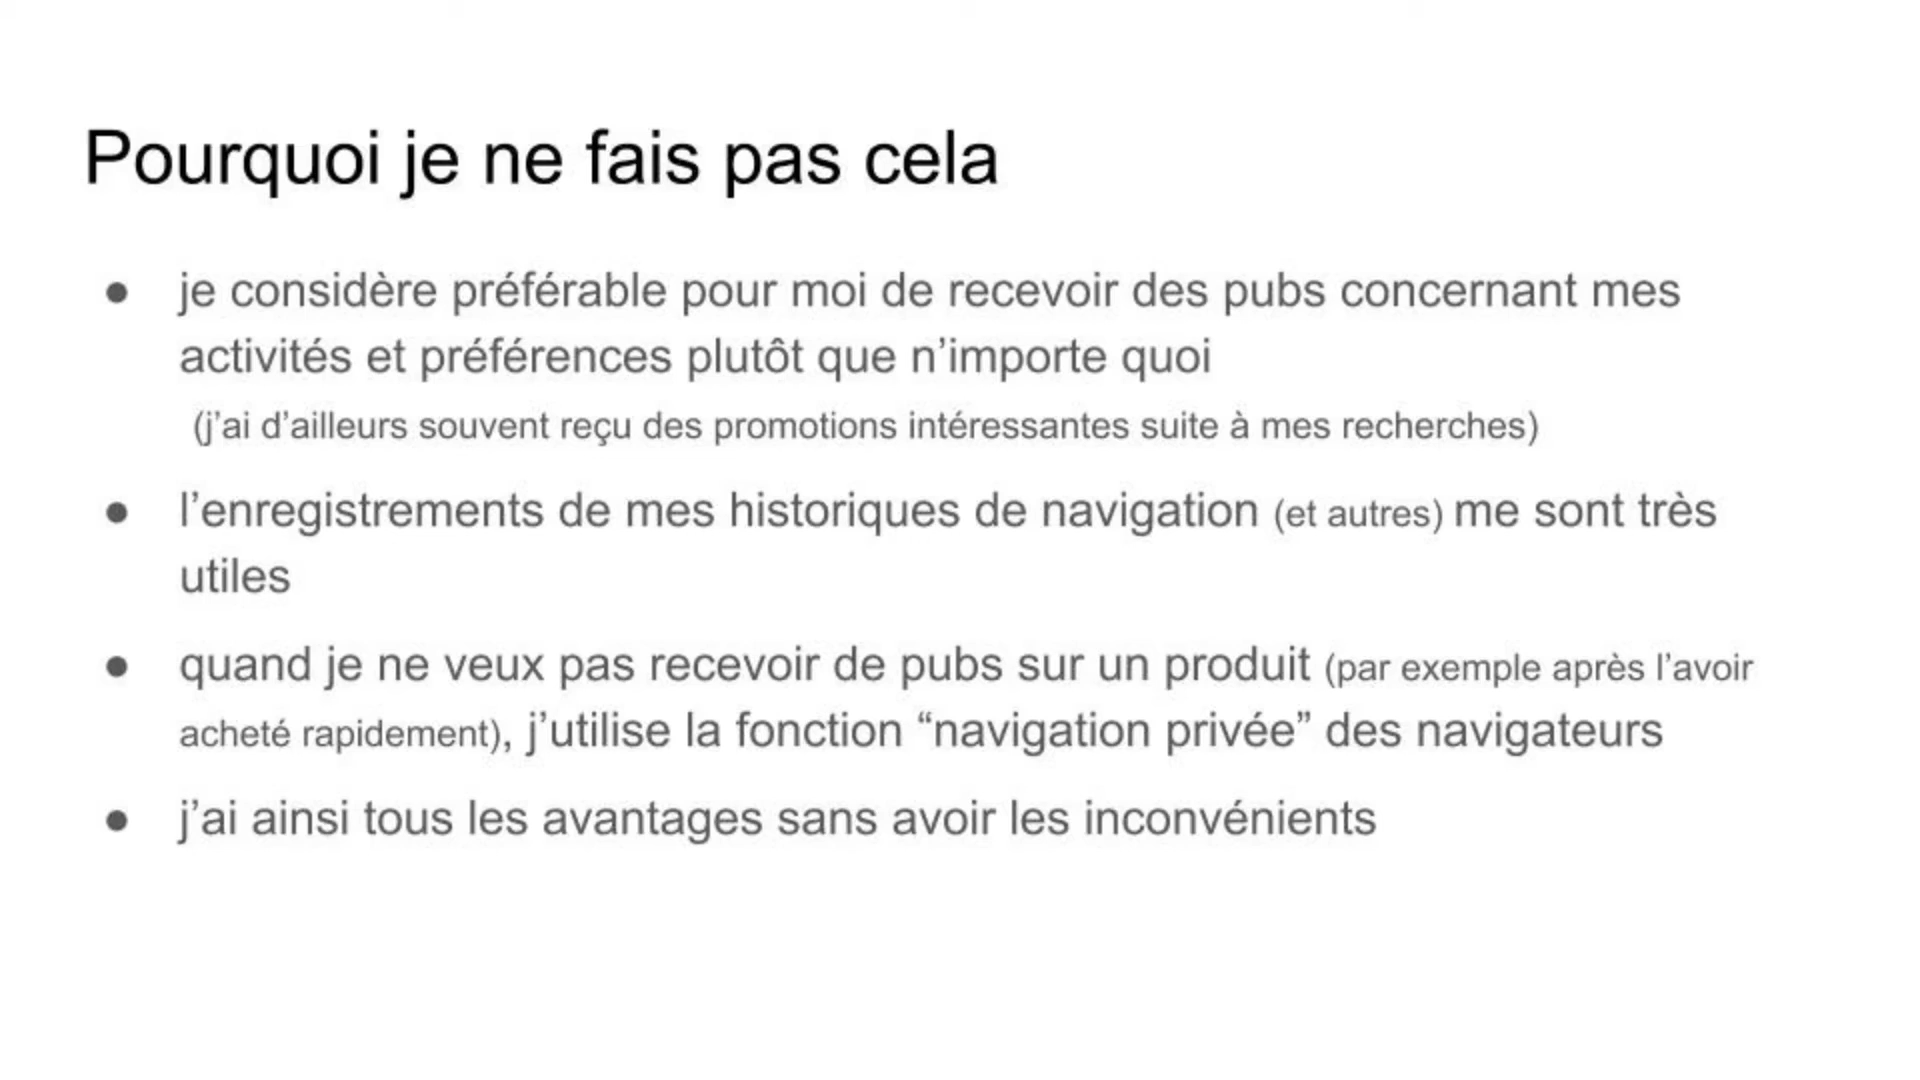 Pourquoi je ne fais pas cela
● je considère préférable pour moi de recevoir des pubs concernant mes
activités et préférences plutôt que n’importe quoi
(j’ai d’ailleurs souvent reçu des promotions intéressantes suite à mes recherches)
● l’enregistrements de mes historiques de navigation (et autres) me sont très
utiles
● quand je ne veux pas recevoir de pubs sur un produit (par exemple après l’avoir
acheté rapidement), j’utilise la fonction “navigation privée” des navigateurs
● j’ai ainsi tous les avantages sans avoir les inconvénients